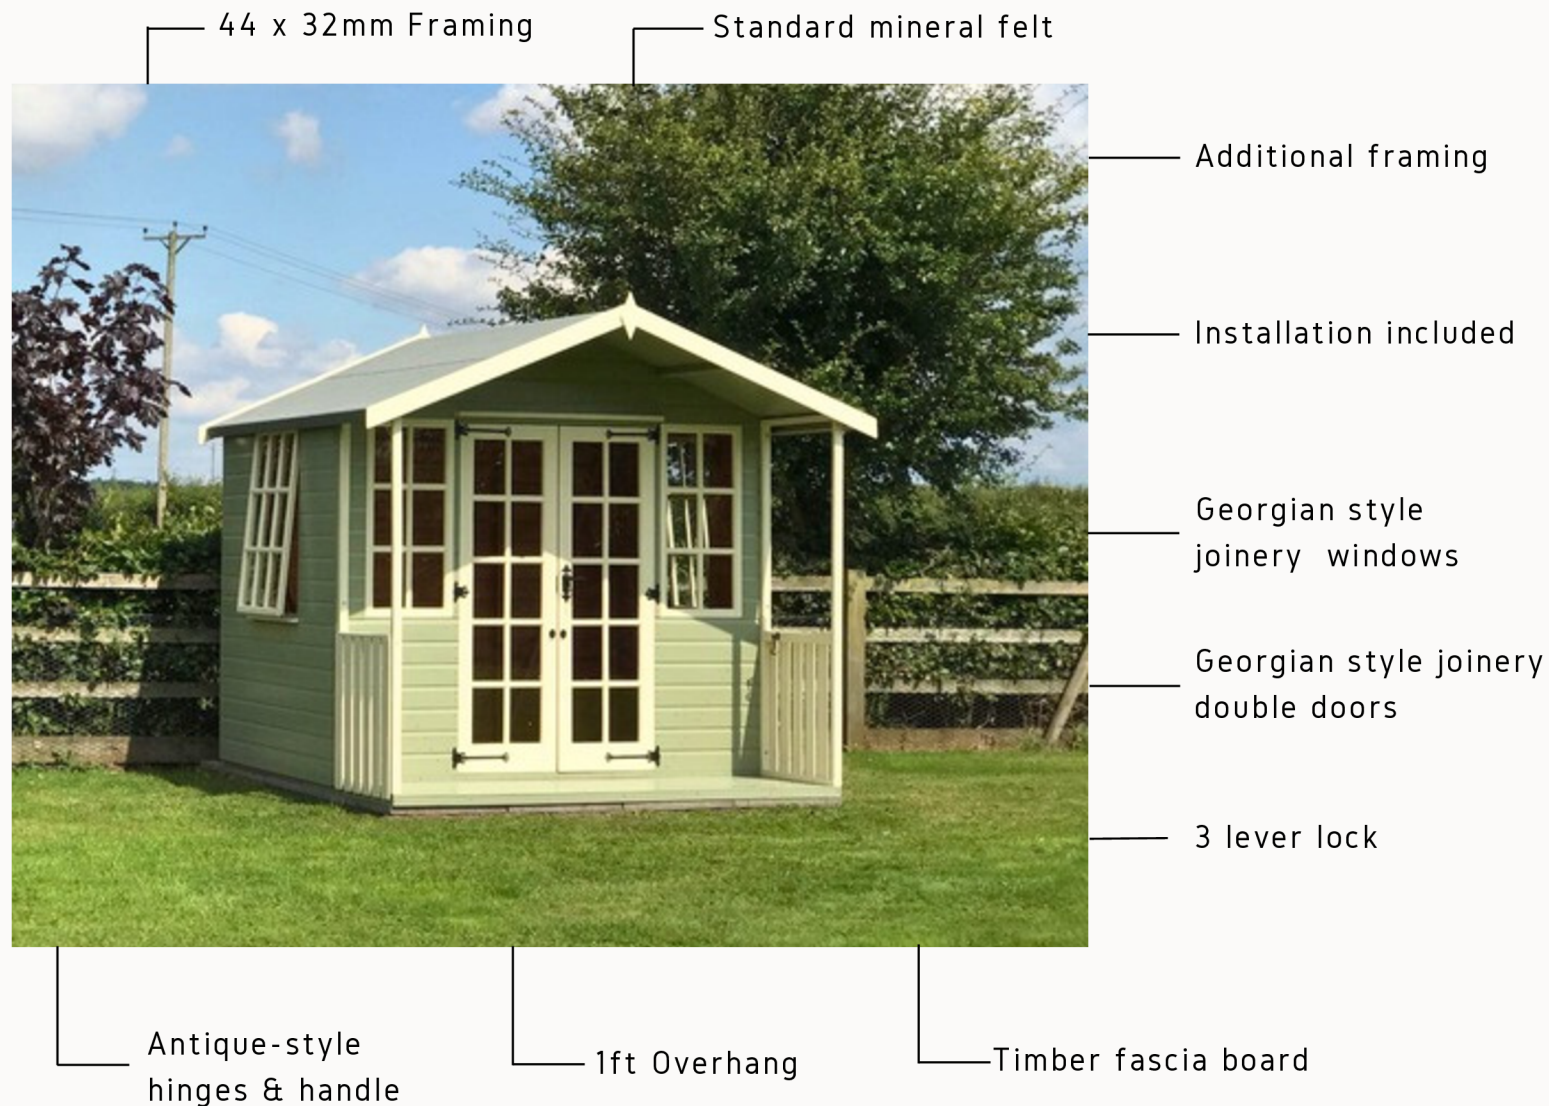 44 x 32mm Framing
Standard mineral felt
Additional framing
Installation included
Georgian style
joinery windows
Georgian style joinery
double doors
3 lever lock
Antique-style
hinges & handle
1ft Overhang
Timber fascia board